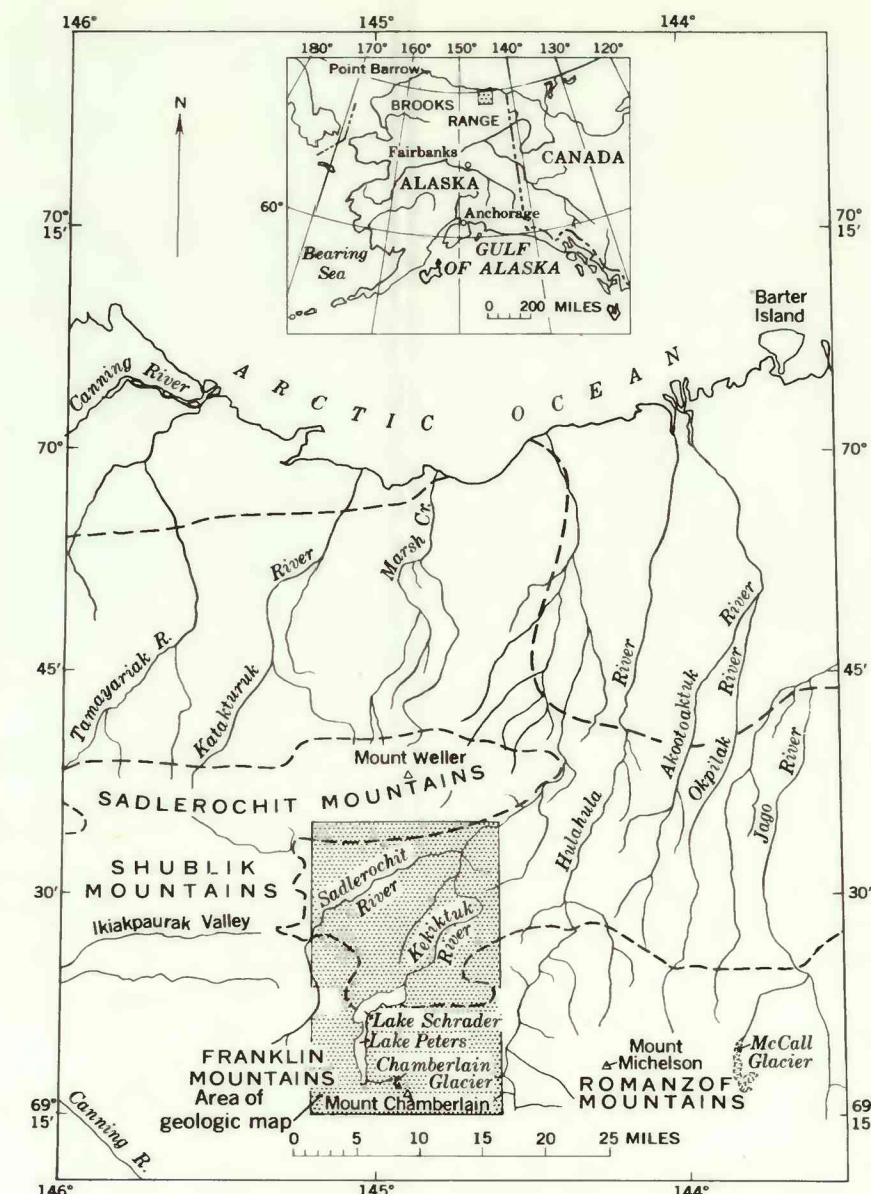 146°
145°
144°
180° 170° 160° 150° 140° 130° 120°
Point Barrow
N
BROOKS
RANGE
Fairbanks
CANADA
ALASKA
70°
15'
60°
Anchorage
70°
15'
Bearing
Sea
GULF
OF ALASKA
0 200 MILES
Barter
Island
Canning River
ARCTIC OCEAN
70°
70°
River
Marsh Cr.
River
River
River
Tamayariak R.
45'
45'
Katakturuk
Akootoaktuk
Okpilak
River
Mount Weller
SADLEROCHIT MOUNTAINS
Hulahula
Jago
SHUBLIK
MOUNTAINS
30'
30'
Sadlerochit
River
Ikiakpaurak Valley
Kekiktuk
River
Lake Schrader
Lake Peters
FRANKLIN
MOUNTAINS
Chamberlain
Glacier
Mount
Michelson
McCall
Glacier
ROMANZOF
MOUNTAINS
Area of
geologic map
Mount Chamberlain
69°
15'
69°
15'
Canning R.
0 5 10 15 20 25 MILES
146°
145°
144°